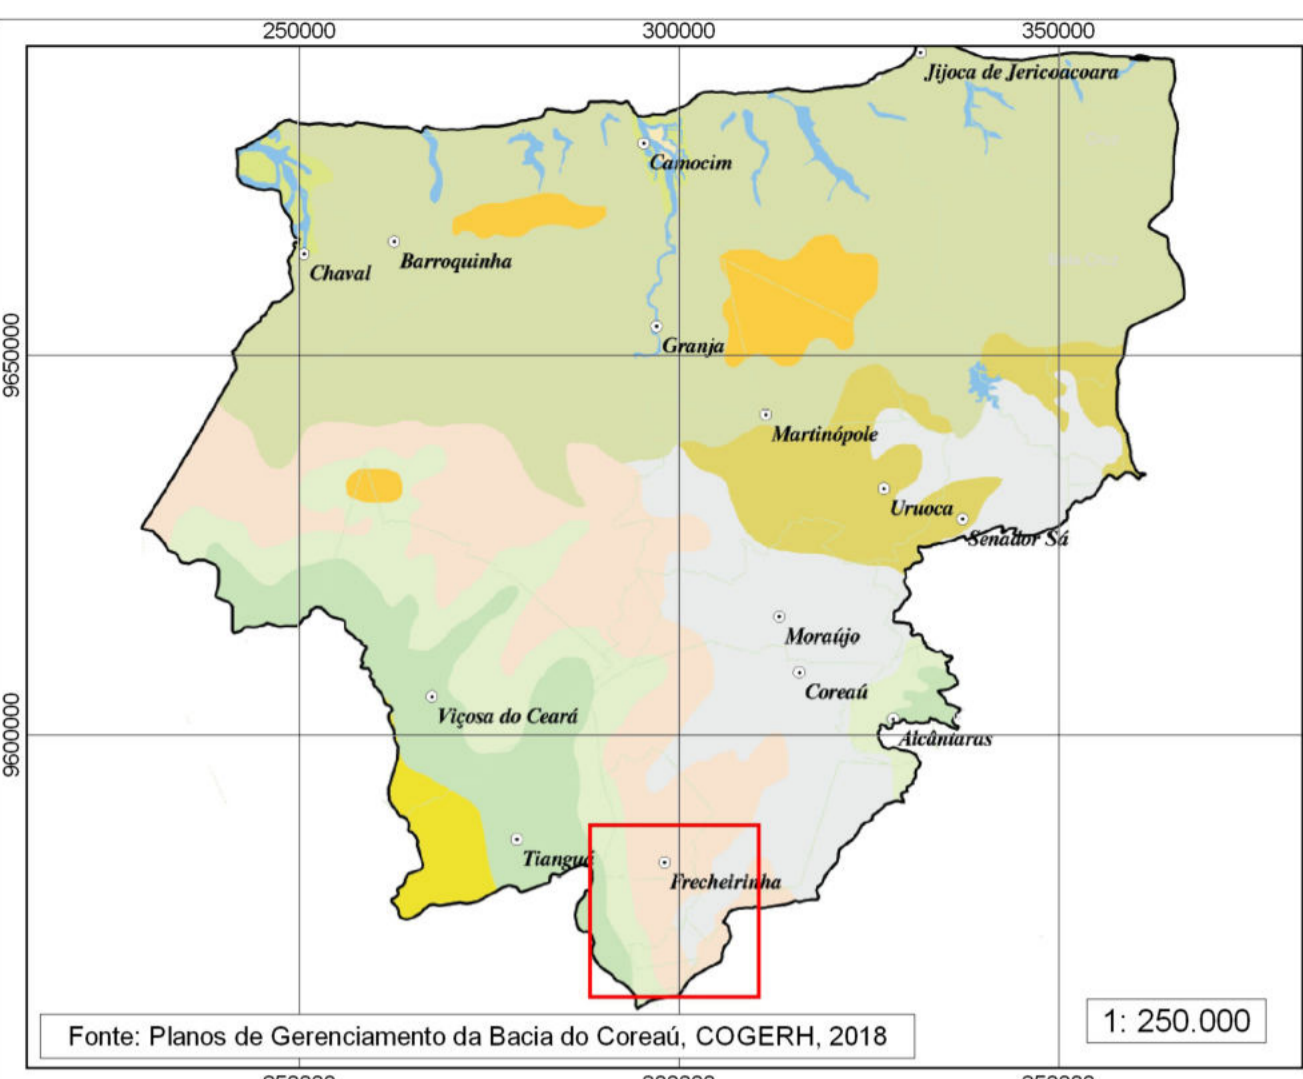 250000 300000 350000
Jijoca de Jericoacoara
Camocim
Barroquinha
Chaval
9650000
Granja
Martinópole
Uruoca
Senador Sá
Moraújo
Coreaú
Viçosa do Ceará
9600000
Alcântaras
Tianguá
Frecheirinha
Fonte: Planos de Gerenciamento da Bacia do Coreaú, COGERH, 2018
1: 250.000